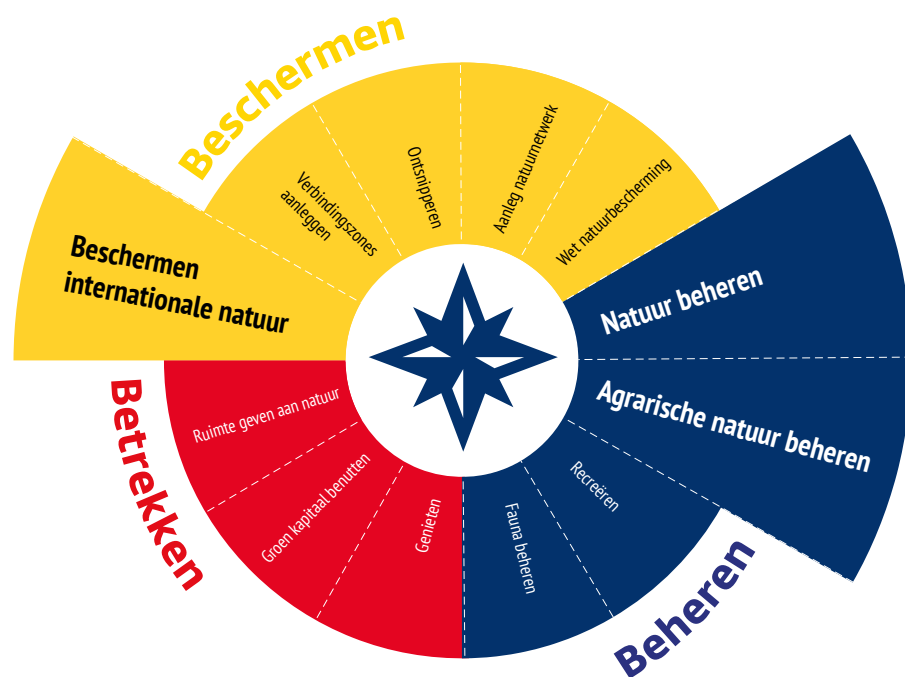 Beschermen
Beschermen
internationale natuur
Verbindingszones
aanleggen
Ontsnipperen
Aanleg natuurnetwerk
Wet natuurbescherming
Natuur beheren
Agrarische natuur beheren
Recreëren
Fauna beheren
Beheren
Genieten
Groen kapitaal benutten
Ruimte geven aan natuur
Betrekken